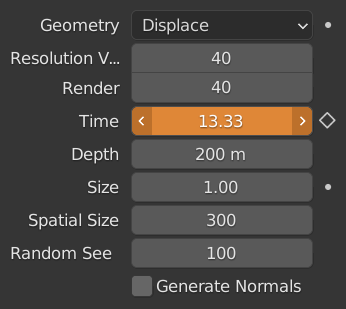 Geometry Displace
Resolution V... 40
Render 40
Time 13.33
Depth 200 m
Size 1.00
Spatial Size 300
Random See 100
Generate Normals